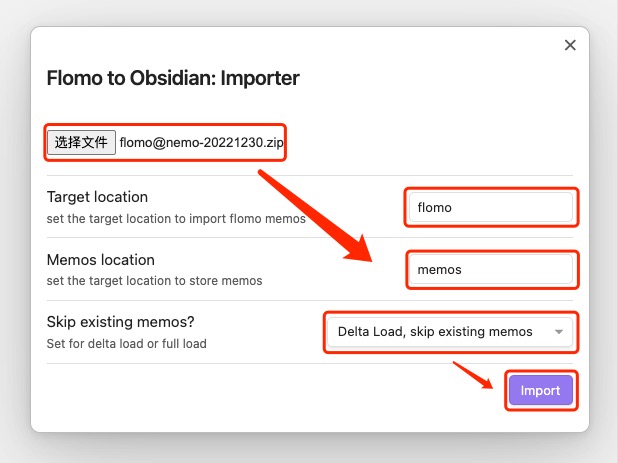 Flomo to Obsidian: Importer
选择文件 flomo@nemo-20221230.zip
Target location
set the target location to import flomo memos
flomo
Memos location
set the target location to store memos
memos
Skip existing memos?
Set for delta load or full load
Delta Load, skip existing memos
Import